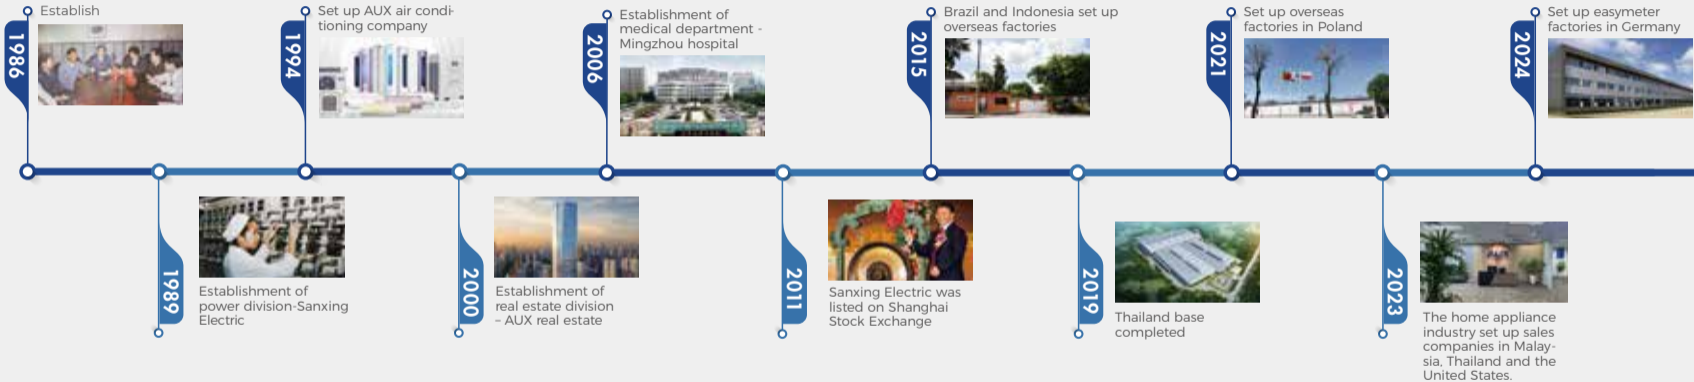 1986
Establish
1989
Establishment of
power division-Sanxing
Electric
1994
Set up AUX air condi-
tioning company
2000
Establishment of
real estate division
– AUX real estate
2006
Establishment of
medical department -
Mingzhou hospital
2011
Sanxing Electric was
listed on Shanghai
Stock Exchange
2015
Brazil and Indonesia set up
overseas factories
2019
Thailand base
completed
2021
Set up overseas
factories in Poland
2023
The home appliance
industry set up sales
companies in Malay-
sia, Thailand and the
United States.
2024
Set up easymeter
factories in Germany